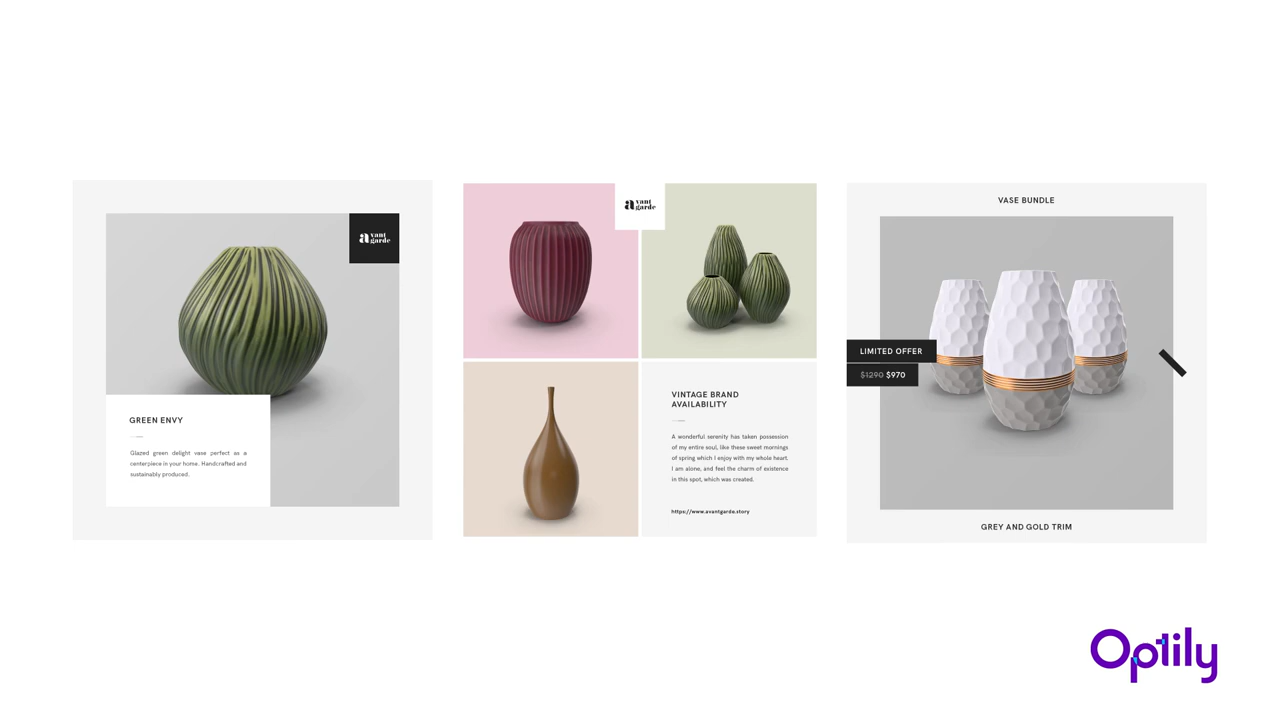 avant
garde
GREEN ENVY
Glazed green delight vase perfect as a
centerpiece in your home. Handcrafted and
sustainably produced.
avant
garde
VINTAGE BRAND
AVAILABILITY
A wonderful serenity has taken possession
of my entire soul, like these sweet mornings
of spring which I enjoy with my whole heart.
I am alone, and feel the charm of existence
in this spot, which was created.
https://www.avantgarde.story
VASE BUNDLE
LIMITED OFFER
$1290 $970
GREY AND GOLD TRIM
Optily